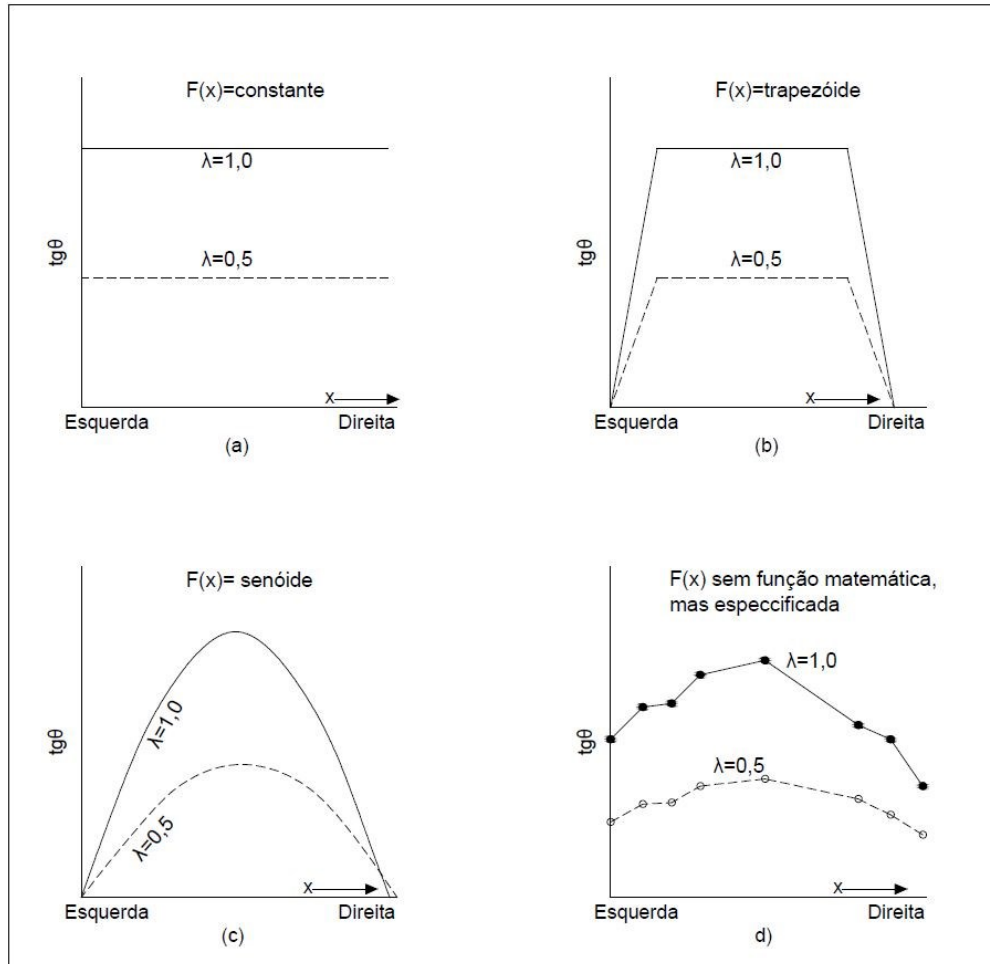 F(x)=constante
λ=1,0
λ=0,5
tgθ
x
Esquerda
Direita
(a)
F(x)=trapezóide
λ=1,0
λ=0,5
tgθ
x
Esquerda
Direita
(b)
F(x)= senóide
λ=1,0
λ=0,5
tgθ
x
Esquerda
Direita
(c)
F(x) sem função matemática,
mas especcificada
λ=1,0
λ=0,5
tgθ
x
Esquerda
Direita
d)